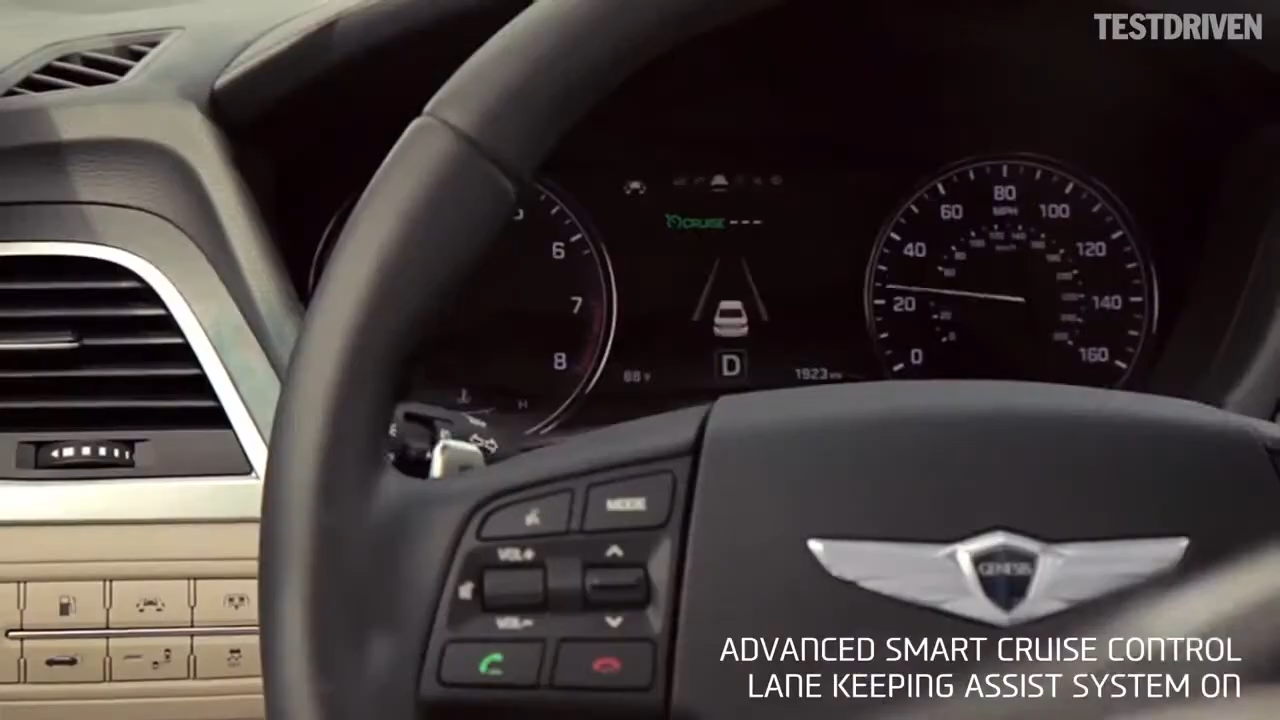 TESTDRIVEN
CRUISE ---
80
MPH
60
100
40
120
20
140
0
160
6
7
8
D
1923
H
MODE
VOL+
VOL-
GENESIS
ADVANCED SMART CRUISE CONTROL
LANE KEEPING ASSIST SYSTEM ON